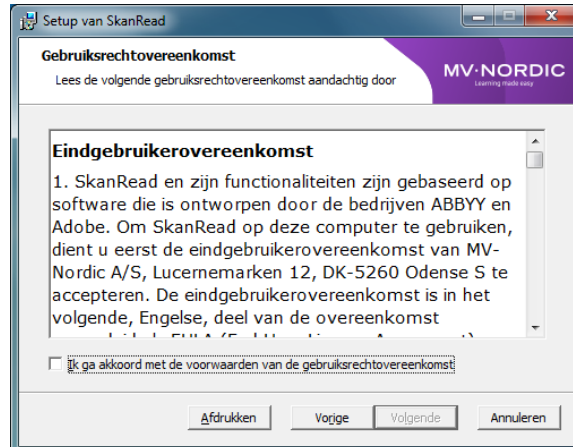 Setup van SkanRead
Gebruiksrechtovereenkomst
Lees de volgende gebruiksrechtovereenkomst aandachtig door
MV·NORDIC
Learning made easy
Eindgebruikerovereenkomst
1. SkanRead en zijn functionaliteiten zijn gebaseerd op
software die is ontworpen door de bedrijven ABBYY en
Adobe. Om SkanRead op deze computer te gebruiken,
dient u eerst de eindgebruikerovereenkomst van MV-
Nordic A/S, Lucernemarken 12, DK-5260 Odense S te
accepteren. De eindgebruikerovereenkomst is in het
volgende, Engelse, deel van de overeenkomst
Ik ga akkoord met de voorwaarden van de gebruiksrechtovereenkomst
Afdrukken
Vorige
Volgende
Annuleren